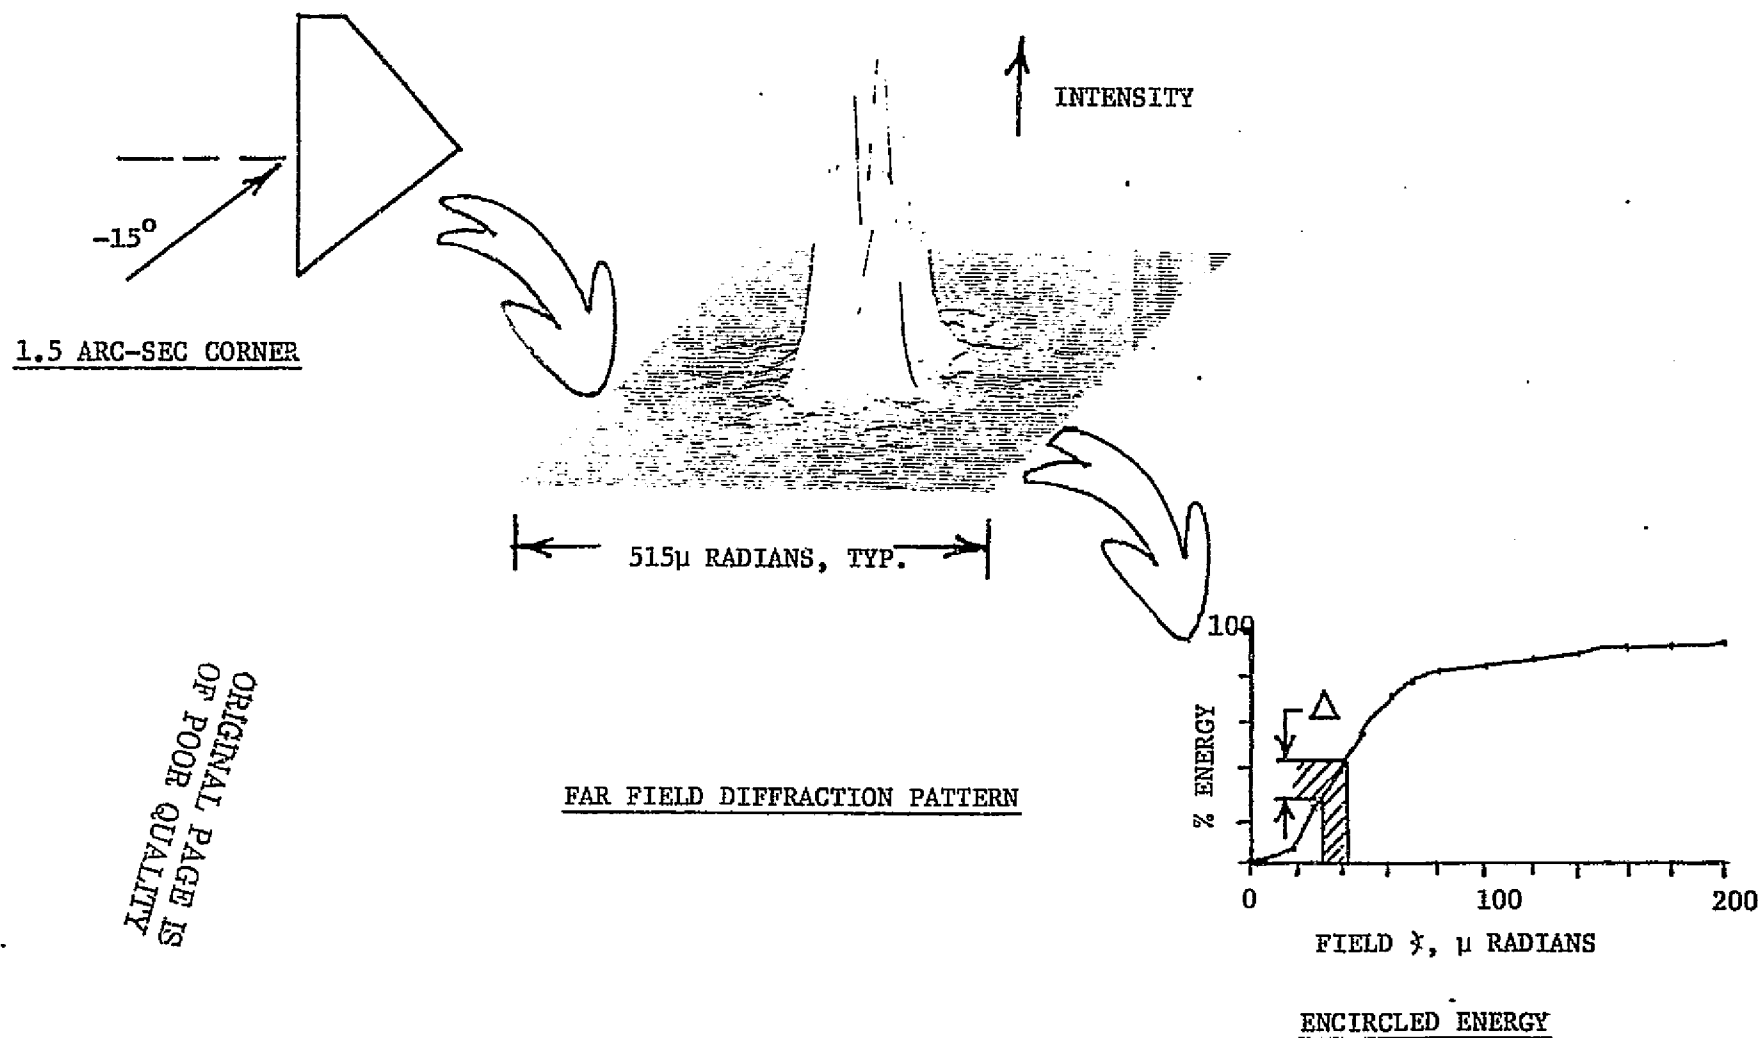 INTENSITY
-15°
1.5 ARC-SEC CORNER
515μ RADIANS, TYP.
100
Δ
% ENERGY
0 100 200
FIELD ∦, μ RADIANS
FAR FIELD DIFFRACTION PATTERN
ENCIRCLED ENERGY
ORIGINAL PAGE IS
OF POOR QUALITY